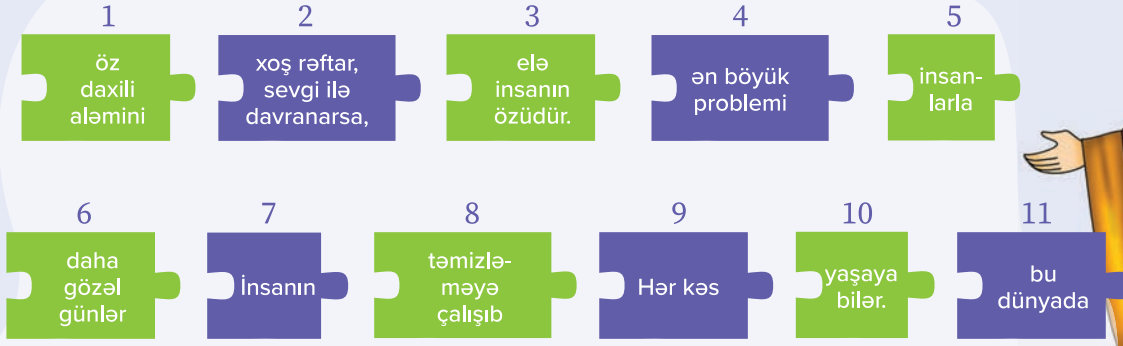 1
öz
daxili
aləmini
2
xoş rəftar,
sevgi ilə
davranarsa,
3
elə
insanın
özüdür.
4
ən böyük
problemi
5
insan-
larla
6
daha
gözəl
günlər
7
İnsanın
8
təmizlə-
məyə
çalışıb
9
Hər kəs
10
yaşaya
bilər.
11
bu
dünyada